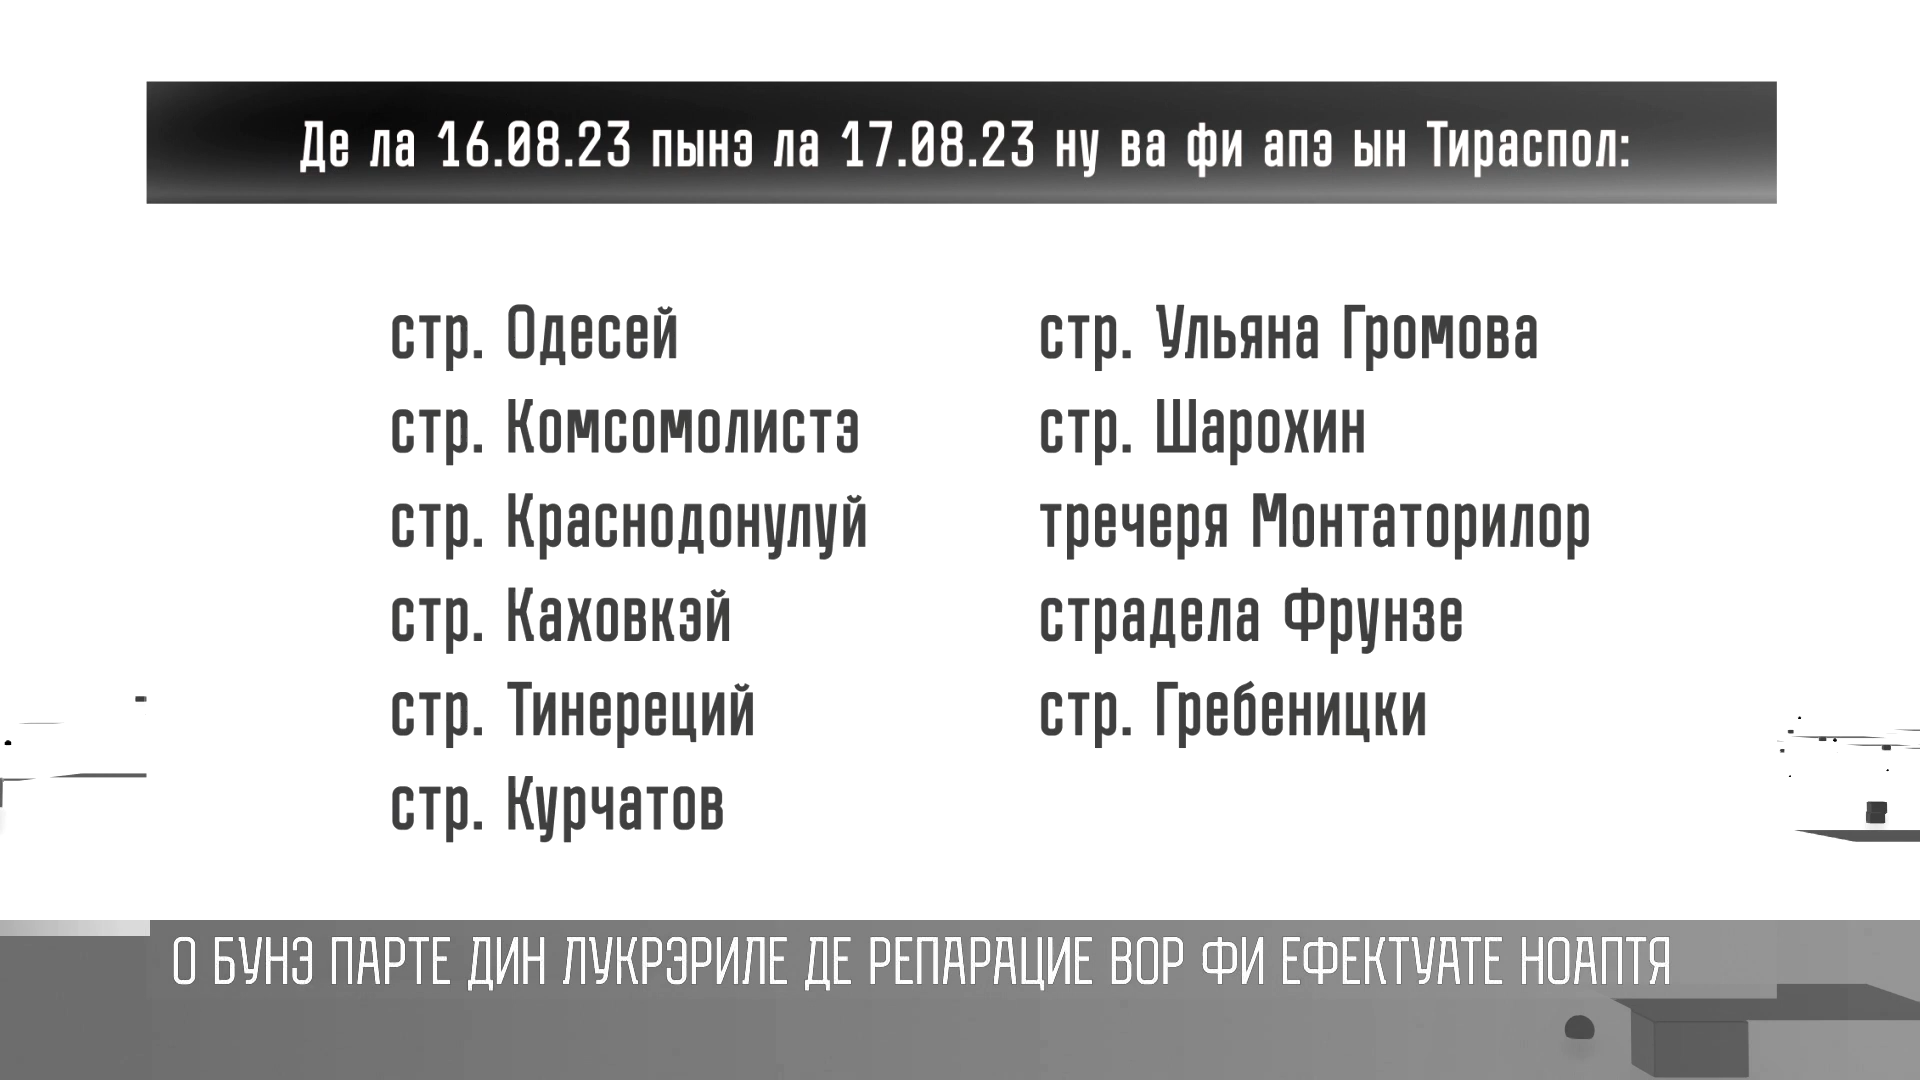 Де ла 16.08.23 пынэ ла 17.08.23 ну ва фи апэ ын Тираспол:
стр. Одесей
стр. Комсомолистэ
стр. Краснодонулуй
стр. Каховкэй
стр. Тинерецией
стр. Курчатов
стр. Ульяна Громова
стр. Шарохин
тречеря Монтаторилор
страдела Фрунзе
стр. Гребеницки
О БУНЭ ПАРТЕ ДИН ЛУКРЭРИЛЕ ДЕ РЕПАРАЦИЕ ВОР ФИ ЕФЕКТУАТЕ НОАПТЯ